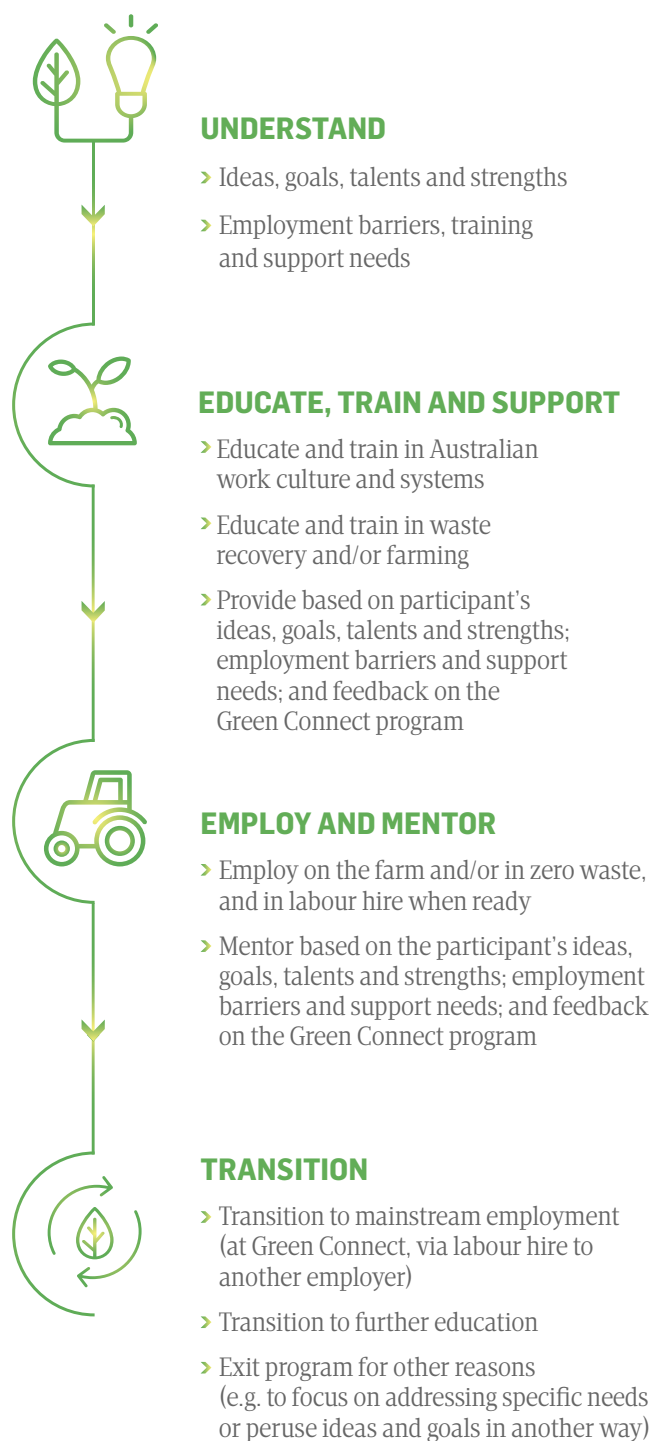 UNDERSTAND
› Ideas, goals, talents and strengths
› Employment barriers, training
and support needs
EDUCATE, TRAIN AND SUPPORT
› Educate and train in Australian
work culture and systems
› Educate and train in waste
recovery and/or farming
› Provide based on participant's
ideas, goals, talents and strengths;
employment barriers and support
needs; and feedback on the
Green Connect program
EMPLOY AND MENTOR
› Employ on the farm and/or in zero waste,
and in labour hire when ready
› Mentor based on the participant's ideas,
goals, talents and strengths; employment
barriers and support needs; and feedback
on the Green Connect program
TRANSITION
› Transition to mainstream employment
(at Green Connect, via labour hire to
another employer)
› Transition to further education
› Exit program for other reasons
(e.g. to focus on addressing specific needs
or peruse ideas and goals in another way)